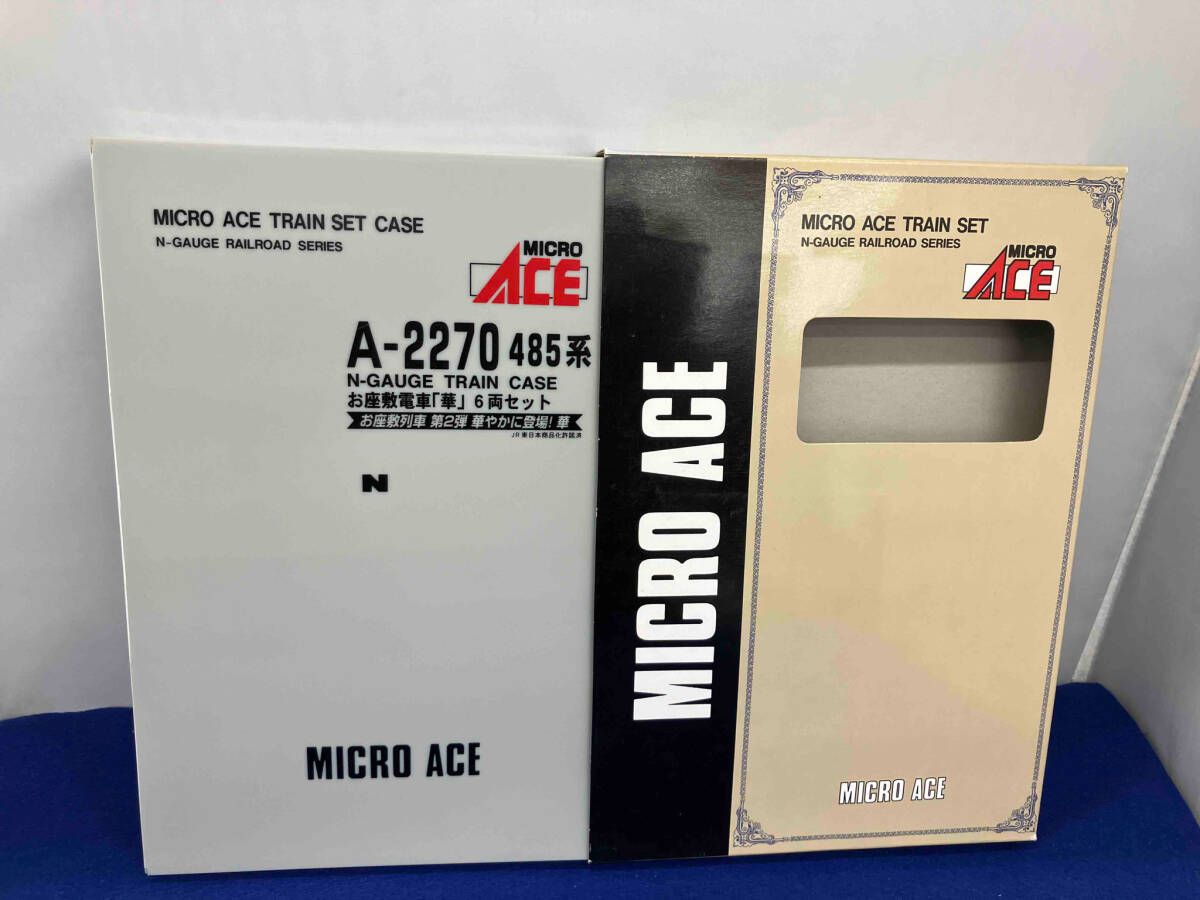 MICRO ACE TRAIN SET CASE
N-GAUGE RAILROAD SERIES
MICRO
ACE
A-2270 485系
N-GAUGE TRAIN CASE
お座敷電車「華」6両セット
お座敷列車 第2弾 華やかに登場! 華
JR東日本商品化許諾済
N
MICRO ACE
MICRO ACE
MICRO ACE TRAIN SET
N-GAUGE RAILROAD SERIES
MICRO
ACE
MICRO ACE